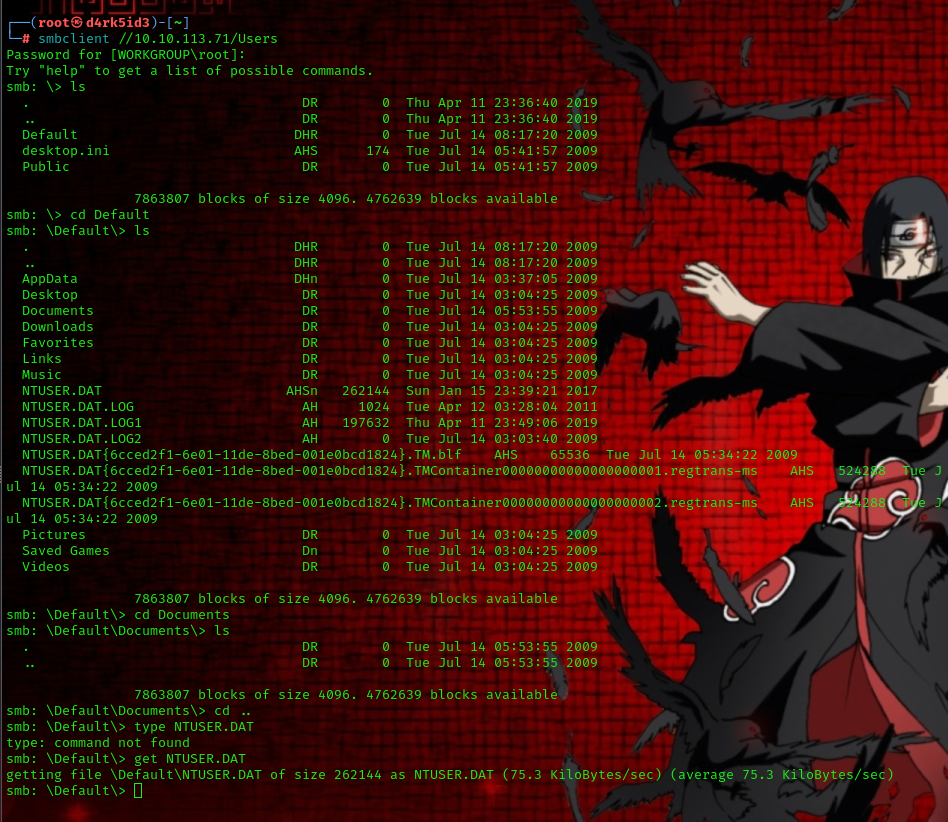 ┌──(root㉿d4rk5id3)-[~]
└─# smbclient //10.10.113.71/Users
Password for [WORKGROUP\root]:
Try "help" to get a list of possible commands.
smb: \> ls
  .                                  DR        0  Thu Apr 11 23:36:40 2019
  ..                                 DR        0  Thu Apr 11 23:36:40 2019
  Default                           DHR        0  Tue Jul 14 08:17:20 2009
  desktop.ini                       AHS      174  Tue Jul 14 05:41:57 2009
  Public                             DR        0  Tue Jul 14 05:41:57 2009

                7863807 blocks of size 4096. 4762639 blocks available
smb: \> cd Default
smb: \Default\> ls
  .                                 DHR        0  Tue Jul 14 08:17:20 2009
  ..                                DHR        0  Tue Jul 14 08:17:20 2009
  AppData                           DHn        0  Tue Jul 14 03:37:05 2009
  Desktop                            DR        0  Tue Jul 14 03:04:25 2009
  Documents                          DR        0  Tue Jul 14 05:53:55 2009
  Downloads                          DR        0  Tue Jul 14 03:04:25 2009
  Favorites                          DR        0  Tue Jul 14 03:04:25 2009
  Links                              DR        0  Tue Jul 14 03:04:25 2009
  Music                              DR        0  Tue Jul 14 03:04:25 2009
  NTUSER.DAT                       AHSn   262144  Sun Jan 15 23:39:21 2017
  NTUSER.DAT.LOG                     AH     1024  Tue Apr 12 03:28:04 2011
  NTUSER.DAT.LOG1                    AH   197632  Thu Apr 11 23:49:06 2019
  NTUSER.DAT.LOG2                    AH        0  Tue Jul 14 03:03:40 2009
  NTUSER.DAT{6cced2f1-6e01-11de-8bed-001e0bcd1824}.TM.blf    AHS    65536  Tue Jul 14 05:34:22 2009
  NTUSER.DAT{6cced2f1-6e01-11de-8bed-001e0bcd1824}.TMContainer00000000000000000001.regtrans-ms    AHS   524288  Tue J
ul 14 05:34:22 2009
  NTUSER.DAT{6cced2f1-6e01-11de-8bed-001e0bcd1824}.TMContainer00000000000000000002.regtrans-ms    AHS   524288  Tue J
ul 14 05:34:22 2009
  Pictures                           DR        0  Tue Jul 14 03:04:25 2009
  Saved Games                        Dn        0  Tue Jul 14 03:04:25 2009
  Videos                             DR        0  Tue Jul 14 03:04:25 2009

                7863807 blocks of size 4096. 4762639 blocks available
smb: \Default\> cd Documents
smb: \Default\Documents\> ls
  .                                  DR        0  Tue Jul 14 05:53:55 2009
  ..                                 DR        0  Tue Jul 14 05:53:55 2009

                7863807 blocks of size 4096. 4762639 blocks available
smb: \Default\Documents\> cd ..
smb: \Default\> type NTUSER.DAT
type: command not found
smb: \Default\> get NTUSER.DAT
getting file \Default\NTUSER.DAT of size 262144 as NTUSER.DAT (75.3 KiloBytes/sec) (average 75.3 KiloBytes/sec)
smb: \Default\>